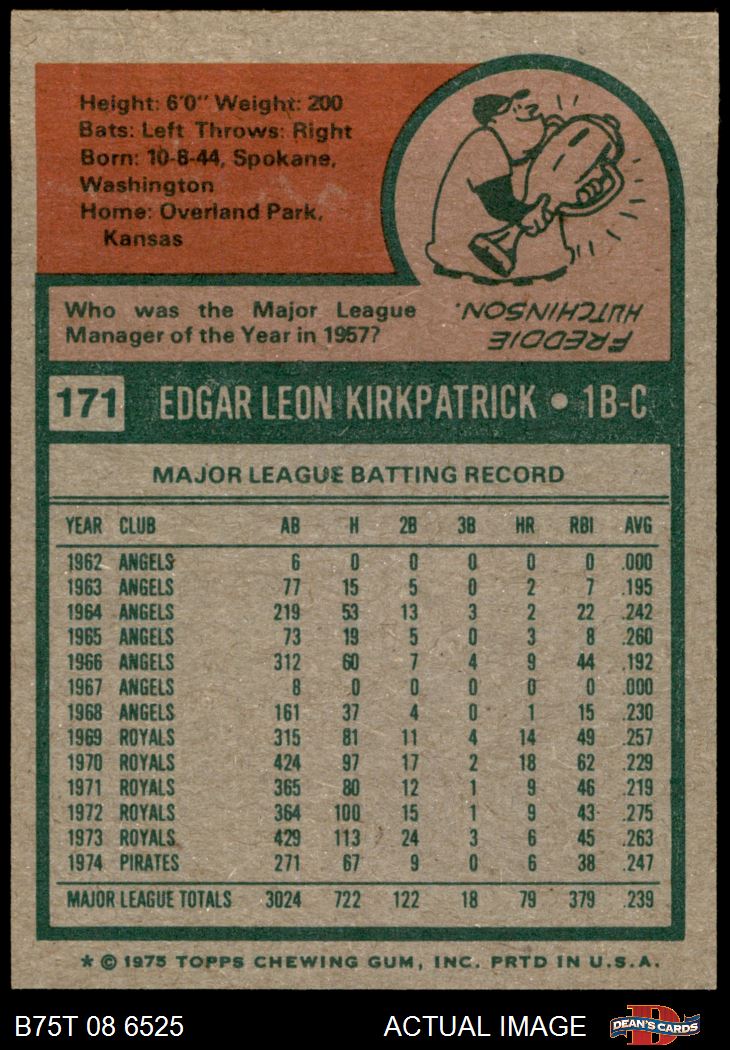 Height: 6'0" Weight: 200
Bats: Left Throws: Right
Born: 10-8-44, Spokane,
Washington
Home: Overland Park,
Kansas
Who was the Major League
Manager of the Year in 1957?
FREDDIE
HUTCHINSON.
171 EDGAR LEON KIRKPATRICK • 1B-C
MAJOR LEAGUE BATTING RECORD
YEAR CLUB AB H 2B 3B HR RBI AVG
1962 ANGELS 6 0 0 0 0 0 .000
1963 ANGELS 77 15 5 0 2 7 .195
1964 ANGELS 219 53 13 3 2 22 .242
1965 ANGELS 73 19 5 0 3 8 .260
1966 ANGELS 312 60 7 4 9 44 .192
1967 ANGELS 8 0 0 0 0 0 .000
1968 ANGELS 161 37 4 0 1 15 .230
1969 ROYALS 315 81 11 4 14 49 .257
1970 ROYALS 424 97 17 2 18 62 .229
1971 ROYALS 365 80 12 1 9 46 .219
1972 ROYALS 364 100 15 1 9 43 .275
1973 ROYALS 429 113 24 3 6 45 .263
1974 PIRATES 271 67 9 0 6 38 .247
MAJOR LEAGUE TOTALS 3024 722 122 18 79 379 .239
* © 1975 TOPPS CHEWING GUM, INC. PRTD IN U.S.A.
B75T 08 6525 ACTUAL IMAGE D DEAN'S CARDS